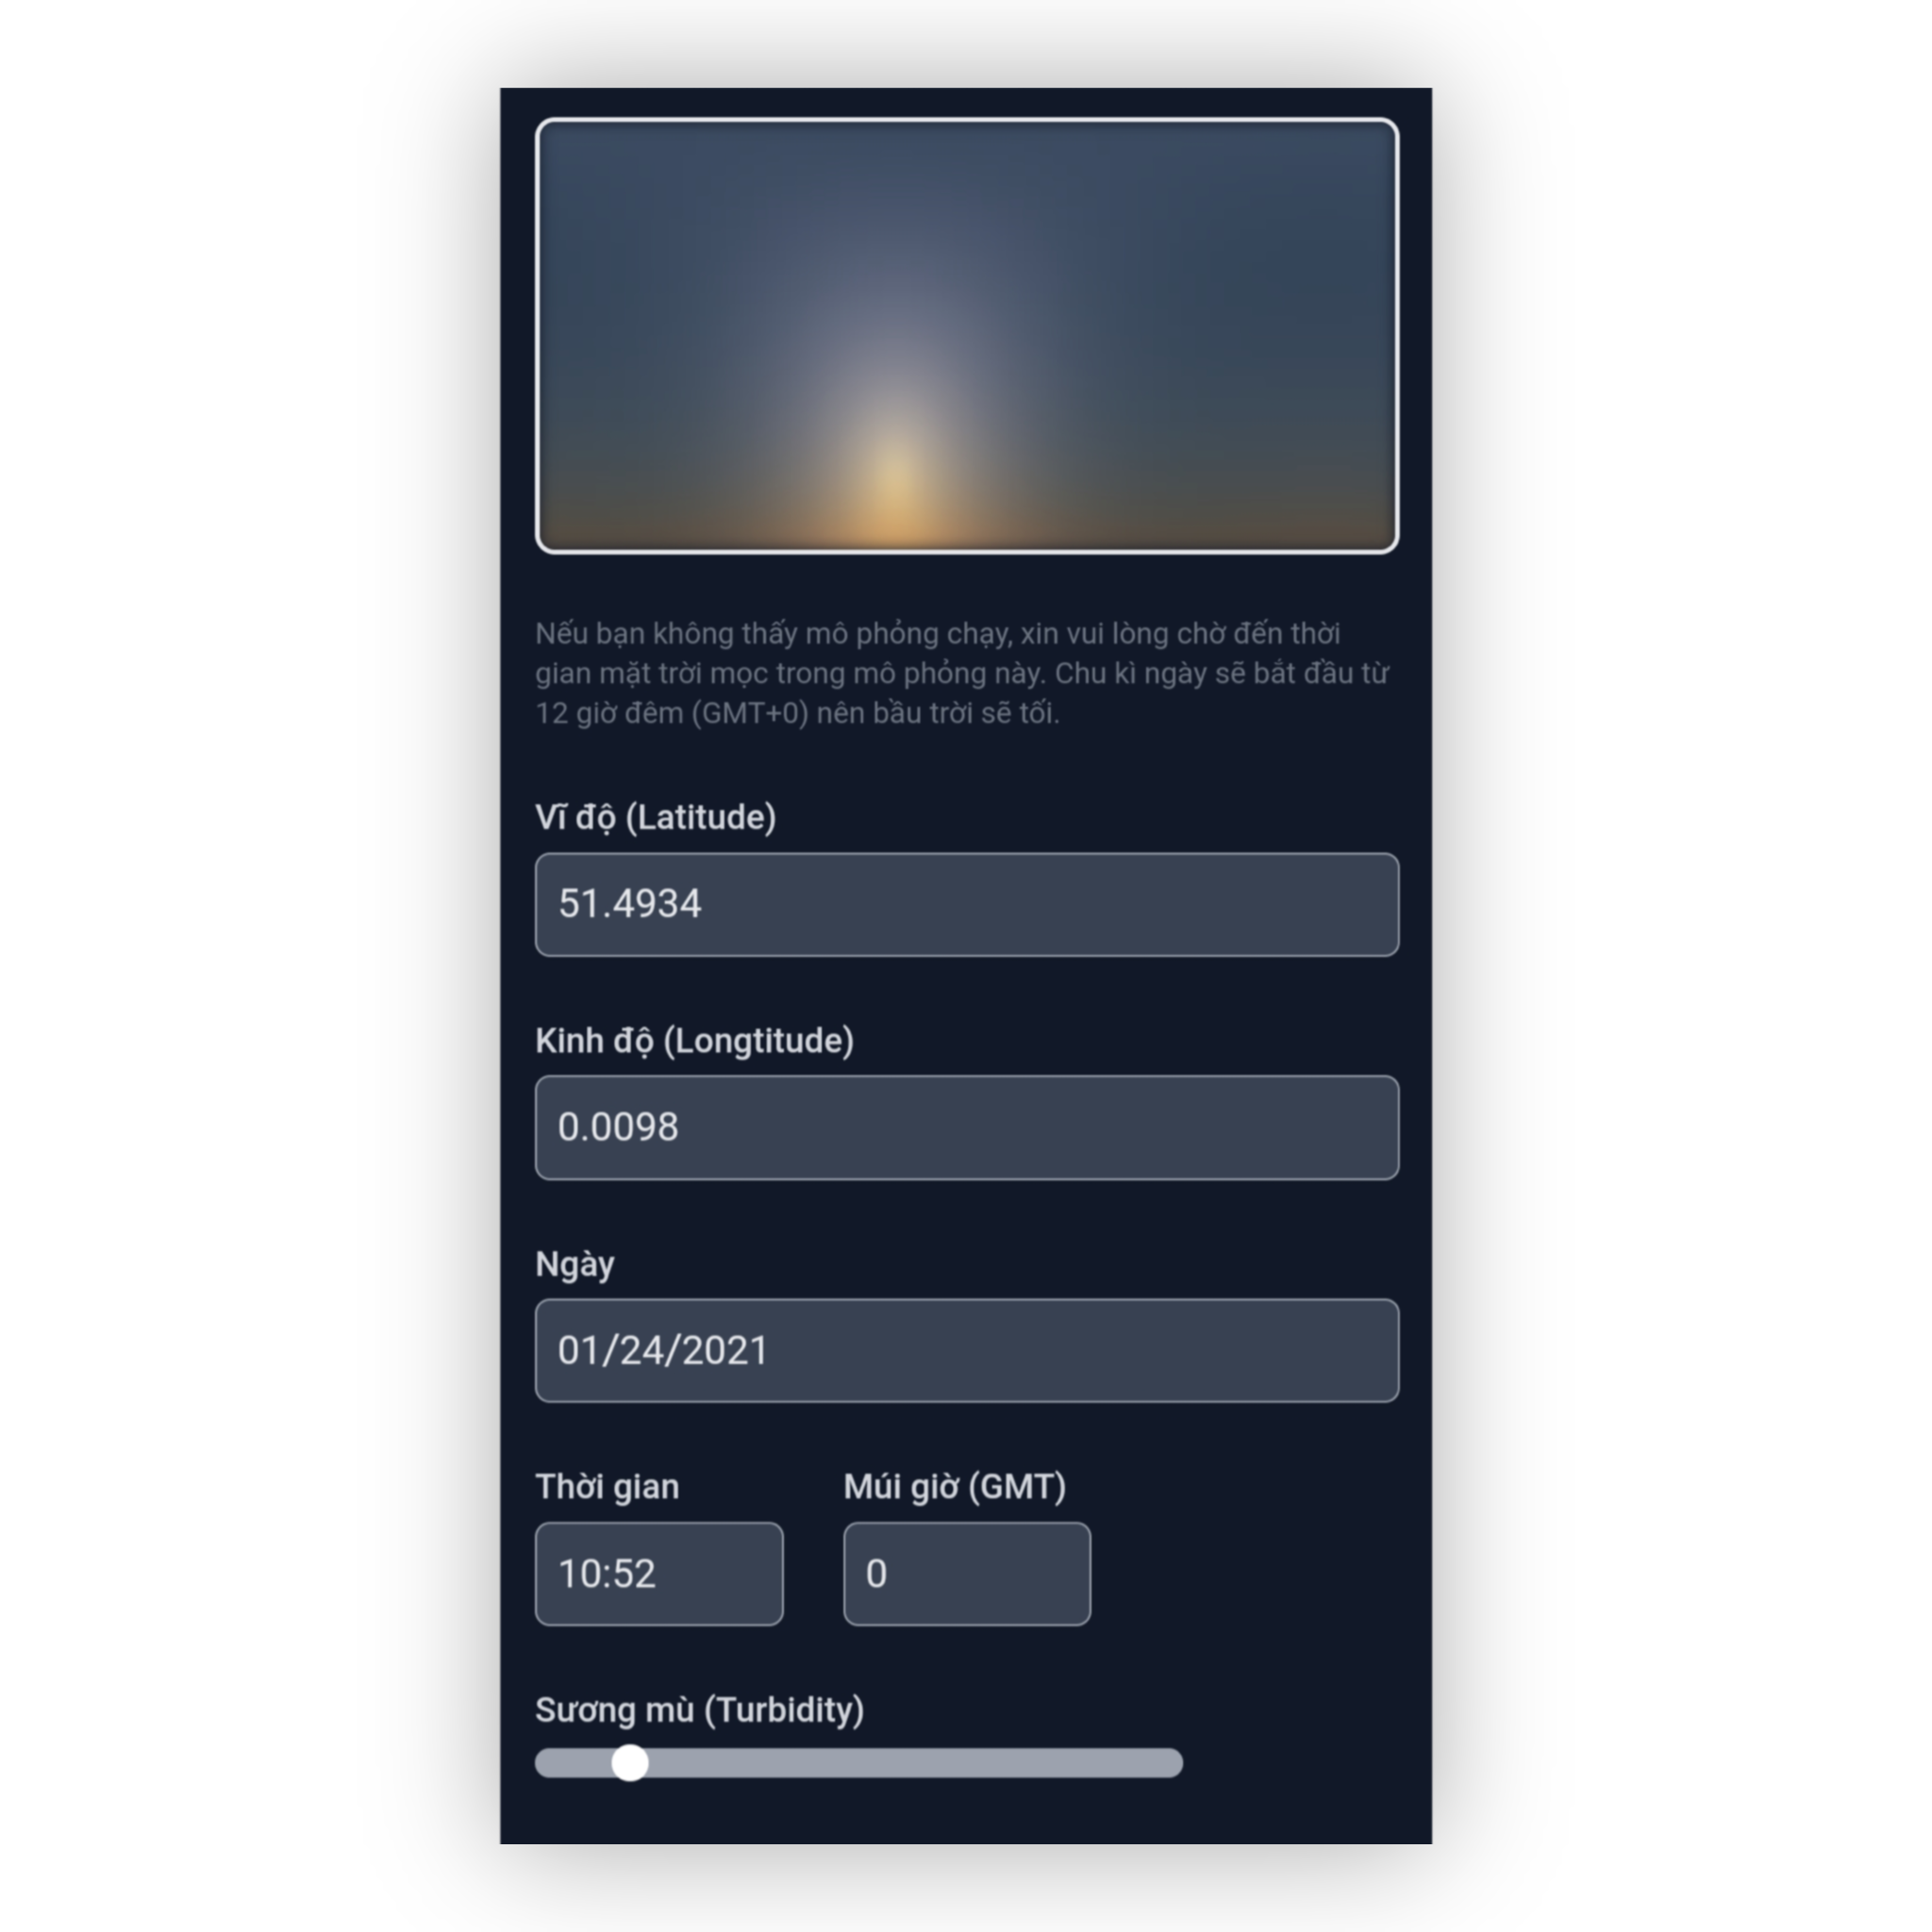 Nếu bạn không thấy mô phỏng chạy, xin vui lòng chờ đến thời
gian mặt trời mọc trong mô phỏng này. Chu kì ngày sẽ bắt đầu từ
12 giờ đêm (GMT+0) nên bầu trời sẽ tối.
Vĩ độ (Latitude)
51.4934
Kinh độ (Longtitude)
0.0098
Ngày
01/24/2021
Thời gian
Múi giờ (GMT)
10:52
0
Sương mù (Turbidity)